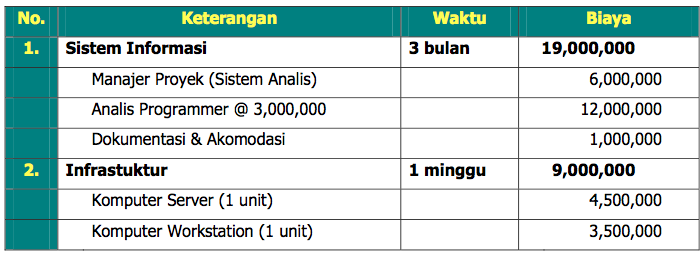 No. Keterangan Waktu Biaya
1. Sistem Informasi 3 bulan 19,000,000
Manajer Proyek (Sistem Analis) 6,000,000
Analis Programmer @ 3,000,000 12,000,000
Dokumentasi & Akomodasi 1,000,000
2. Infrastuktur 1 minggu 9,000,000
Komputer Server (1 unit) 4,500,000
Komputer Workstation (1 unit) 3,500,000